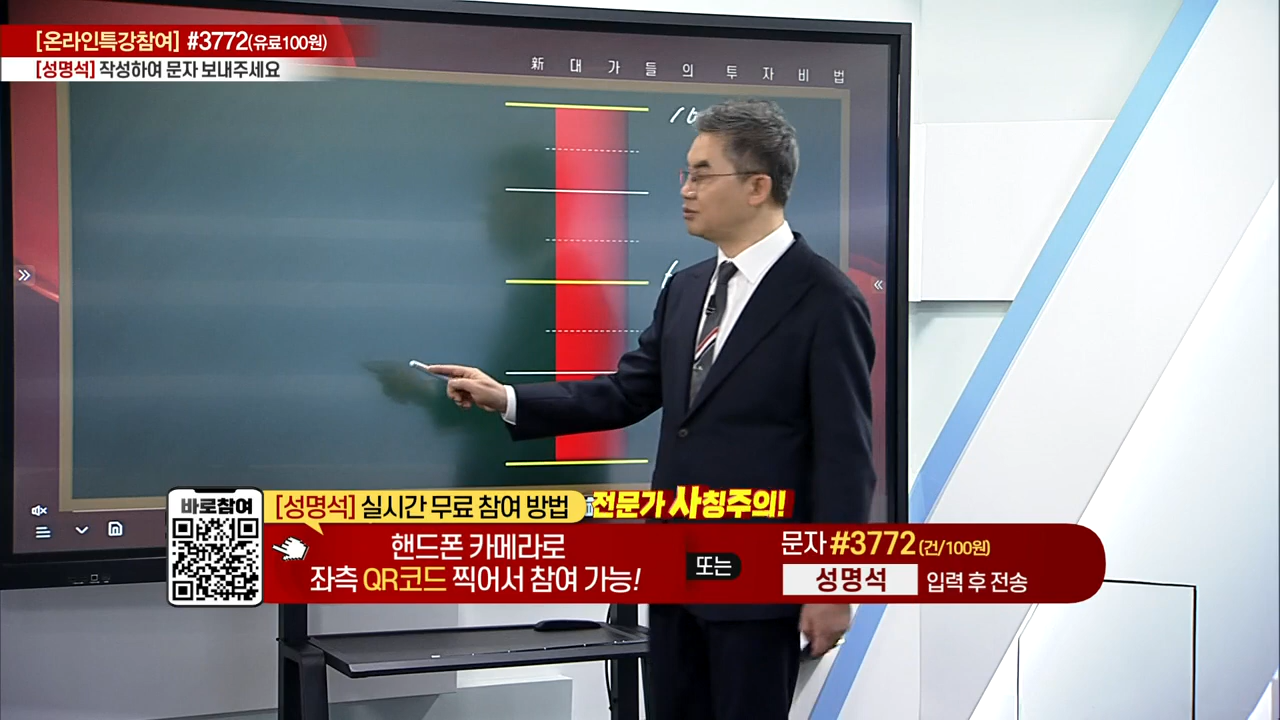 [온라인특강참여] #3772(유료100원)
[성명석] 작성하여 문자 보내주세요
新 대 가 들 의 투 자 비 법
바로참여
[성명석] 실시간 무료 참여 방법
전문가 사칭주의!
핸드폰 카메라로
좌측 QR코드 찍어서 참여 가능!
또는
문자 #3772 (건/100원)
성명석 입력 후 전송